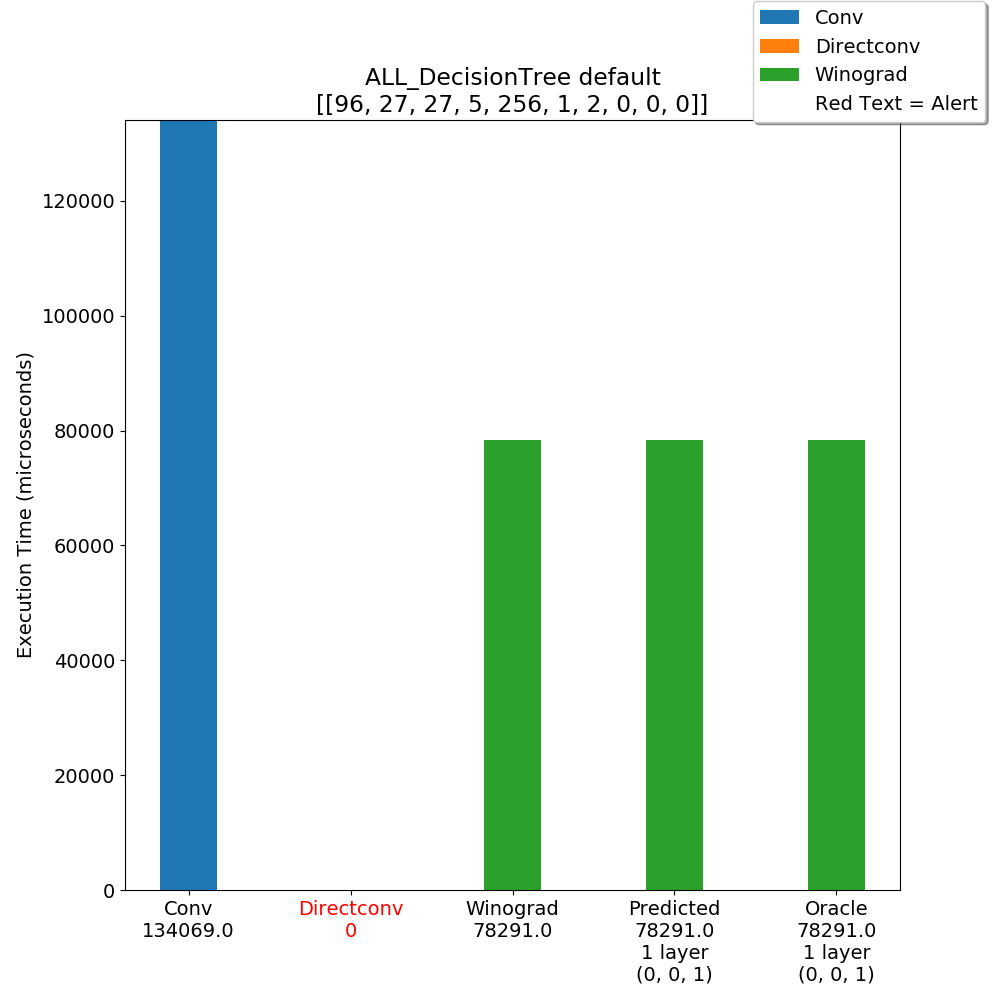 Conv
Directconv
Winograd
Red Text = Alert
ALL_DecisionTree default
[[96, 27, 27, 5, 256, 1, 2, 0, 0, 0]]
Execution Time (microseconds)
120000
100000
80000
60000
40000
20000
0
Conv
134069.0
Directconv
0
Winograd
78291.0
Predicted
78291.0
1 layer
(0, 0, 1)
Oracle
78291.0
1 layer
(0, 0, 1)